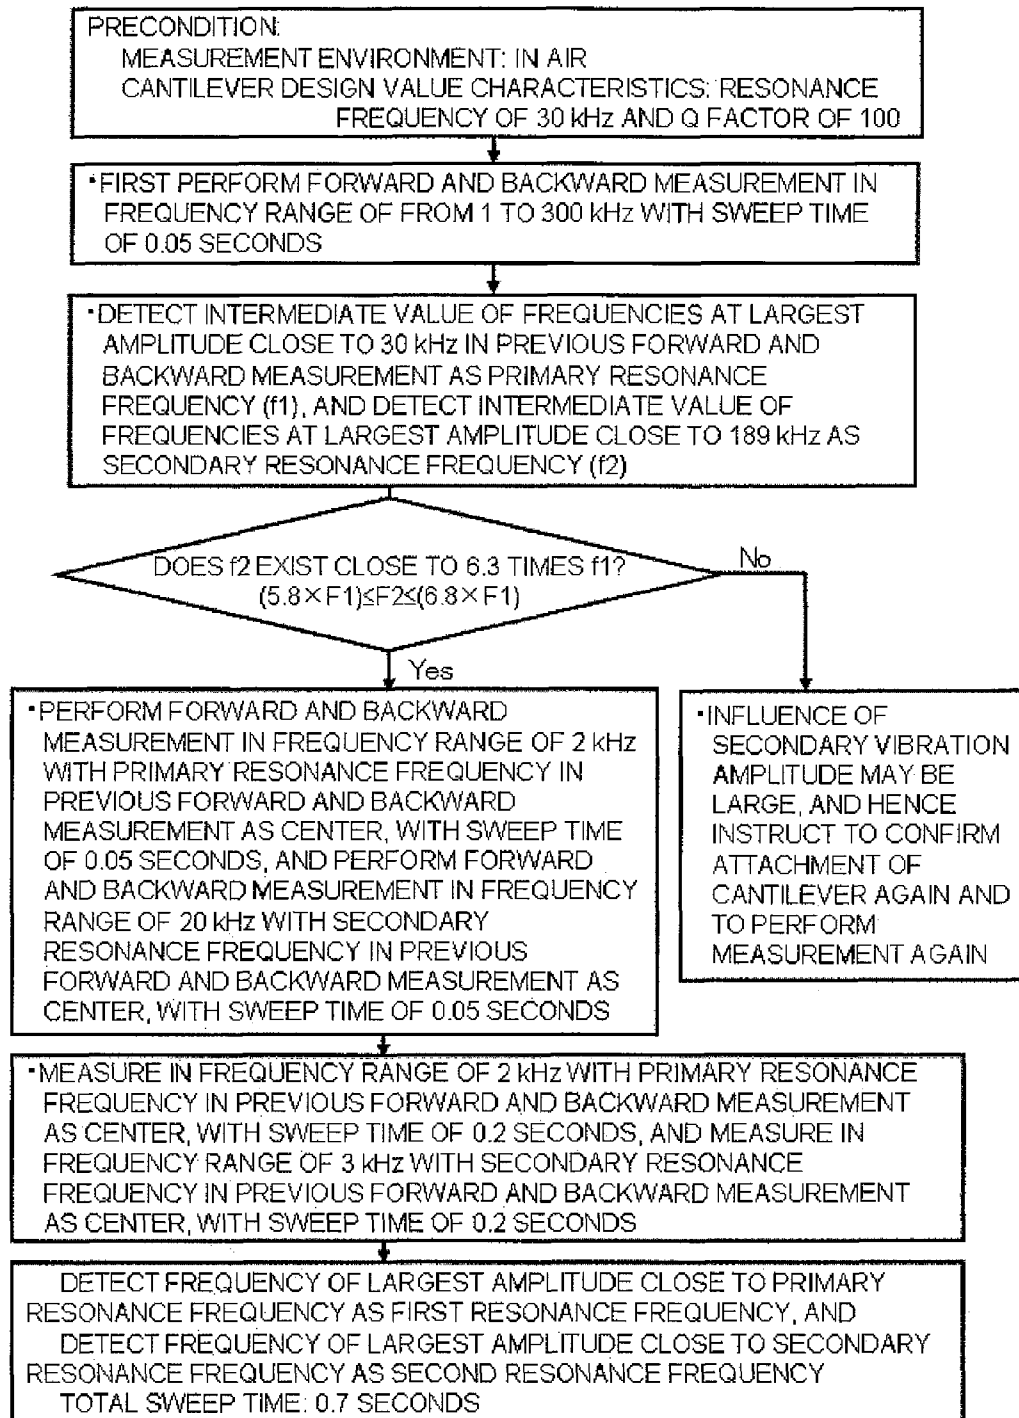 PRECONDITION:
MEASUREMENT ENVIRONMENT: IN AIR
CANTILEVER DESIGN VALUE CHARACTERISTICS: RESONANCE
FREQUENCY OF 30 kHz AND Q FACTOR OF 100
▪FIRST PERFORM FORWARD AND BACKWARD MEASUREMENT IN
FREQUENCY RANGE OF FROM 1 TO 300 kHz WITH SWEEP TIME
OF 0.05 SECONDS
▪DETECT INTERMEDIATE VALUE OF FREQUENCIES AT LARGEST
AMPLITUDE CLOSE TO 30 kHz IN PREVIOUS FORWARD AND
BACKWARD MEASUREMENT AS PRIMARY RESONANCE
FREQUENCY (f1), AND DETECT INTERMEDIATE VALUE OF
FREQUENCIES AT LARGEST AMPLITUDE CLOSE TO 189 kHz AS
SECONDARY RESONANCE FREQUENCY (f2)
DOES f2 EXIST CLOSE TO 6.3 TIMES f1?
(5.8×F1)≤F2≤(6.8×F1)
No
Yes
▪PERFORM FORWARD AND BACKWARD
MEASUREMENT IN FREQUENCY RANGE OF 2 kHz
WITH PRIMARY RESONANCE FREQUENCY IN
PREVIOUS FORWARD AND BACKWARD
MEASUREMENT AS CENTER, WITH SWEEP TIME
OF 0.05 SECONDS, AND PERFORM FORWARD
AND BACKWARD MEASUREMENT IN FREQUENCY
RANGE OF 20 kHz WITH SECONDARY
RESONANCE FREQUENCY IN PREVIOUS
FORWARD AND BACKWARD MEASUREMENT AS
CENTER, WITH SWEEP TIME OF 0.05 SECONDS
▪INFLUENCE OF
SECONDARY VIBRATION
AMPLITUDE MAY BE
LARGE, AND HENCE
INSTRUCT TO CONFIRM
ATTACHMENT OF
CANTILEVER AGAIN AND
TO PERFORM
MEASUREMENT AGAIN
▪MEASURE IN FREQUENCY RANGE OF 2 kHz WITH PRIMARY RESONANCE
FREQUENCY IN PREVIOUS FORWARD AND BACKWARD MEASUREMENT
AS CENTER, WITH SWEEP TIME OF 0.2 SECONDS, AND MEASURE IN
FREQUENCY RANGE OF 3 kHz WITH SECONDARY RESONANCE
FREQUENCY IN PREVIOUS FORWARD AND BACKWARD MEASUREMENT
AS CENTER, WITH SWEEP TIME OF 0.2 SECONDS
DETECT FREQUENCY OF LARGEST AMPLITUDE CLOSE TO PRIMARY
RESONANCE FREQUENCY AS FIRST RESONANCE FREQUENCY, AND
DETECT FREQUENCY OF LARGEST AMPLITUDE CLOSE TO SECONDARY
RESONANCE FREQUENCY AS SECOND RESONANCE FREQUENCY
TOTAL SWEEP TIME: 0.7 SECONDS